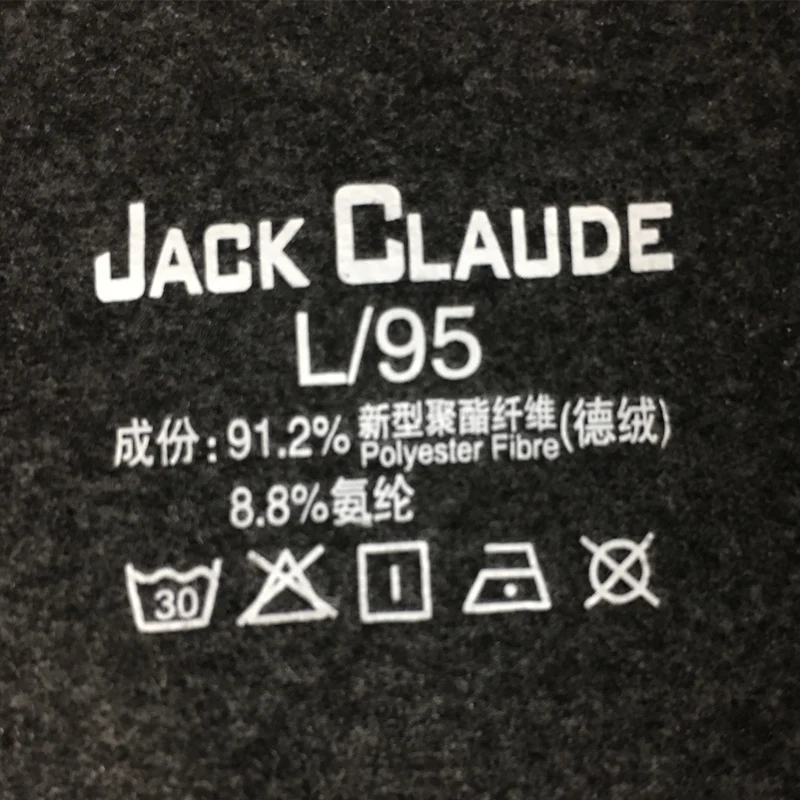 JACK CLAUDE
L/95
成份:91.2%新型聚酯纤维(德绒)
Polyester Fibre
8.8%氨纶
30